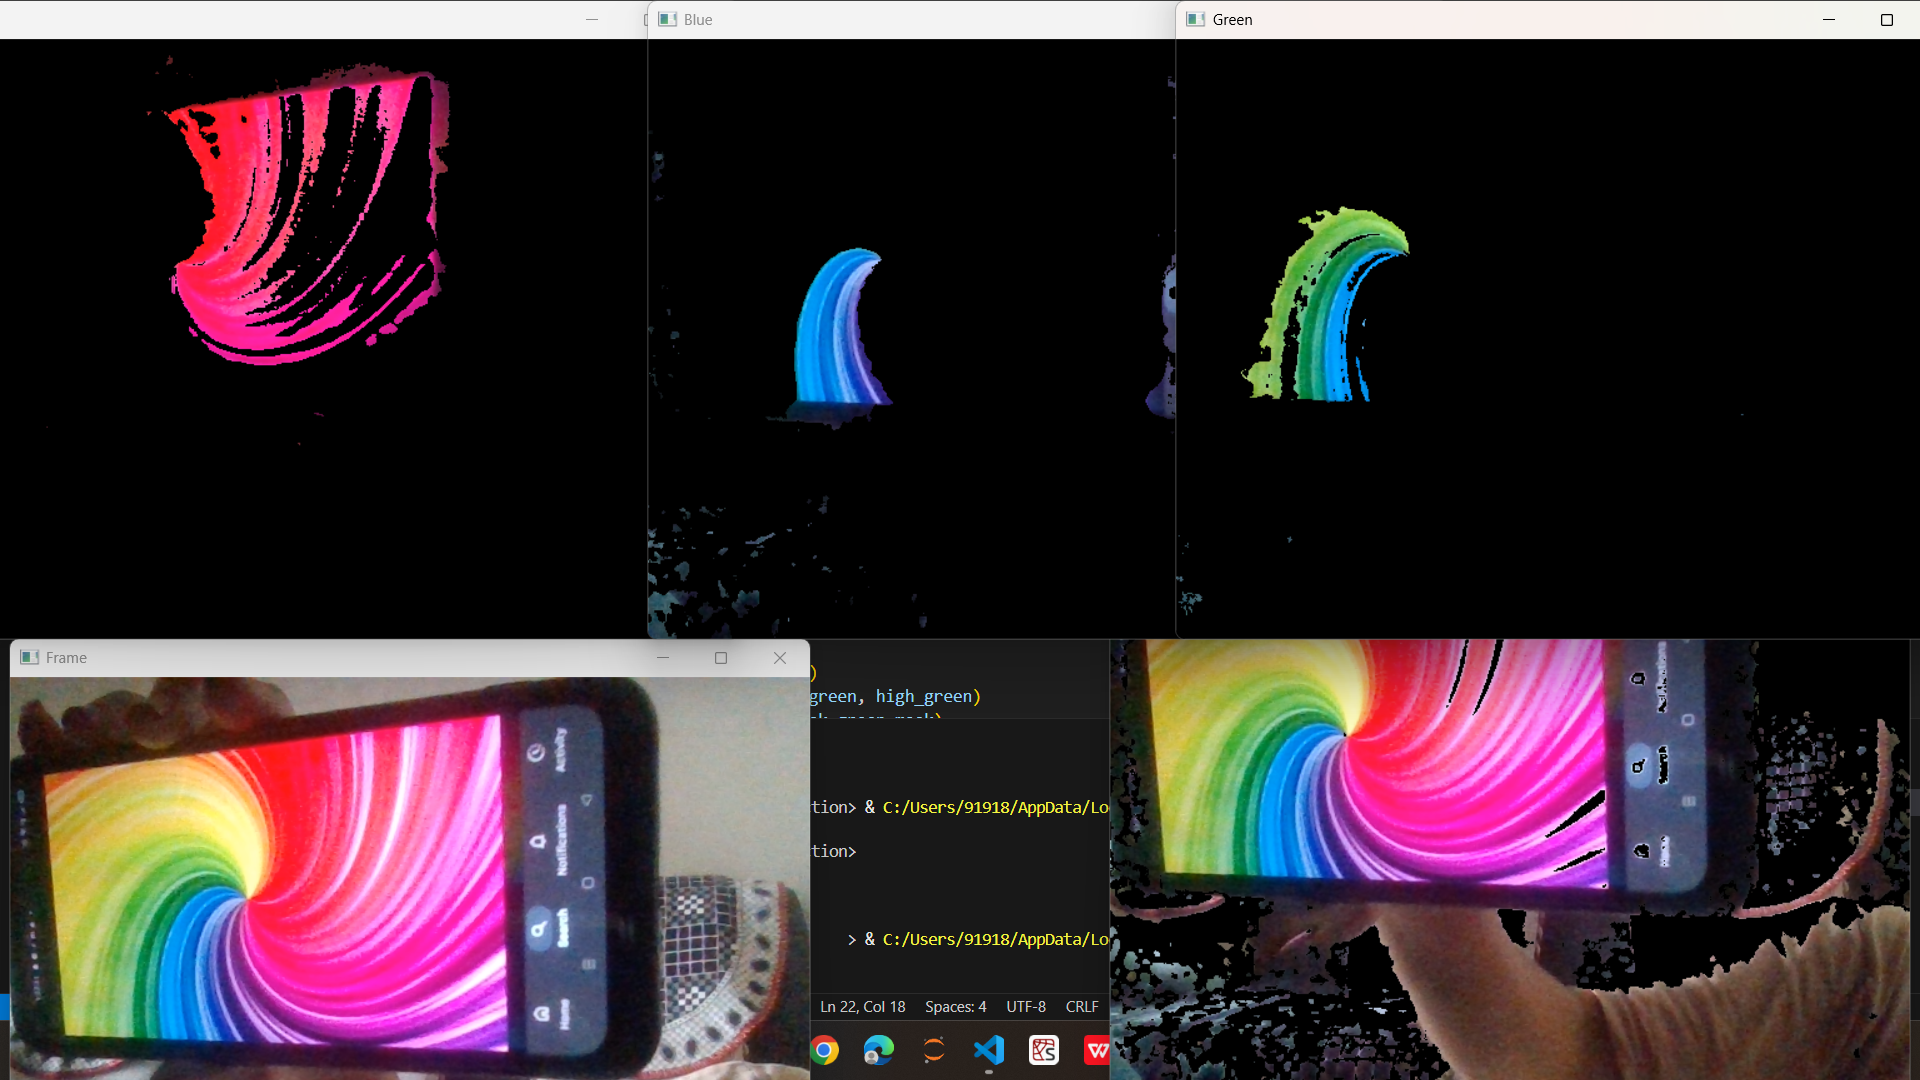 Blue
Green
Frame
)
green, high_green)
Activity
Notifications
Search
Home
Search
tion> & C:/Users/91918/AppData/Lo
tion>
> & C:/Users/91918/AppData/Lo
Ln 22, Col 18 Spaces: 4 UTF-8 CRLF